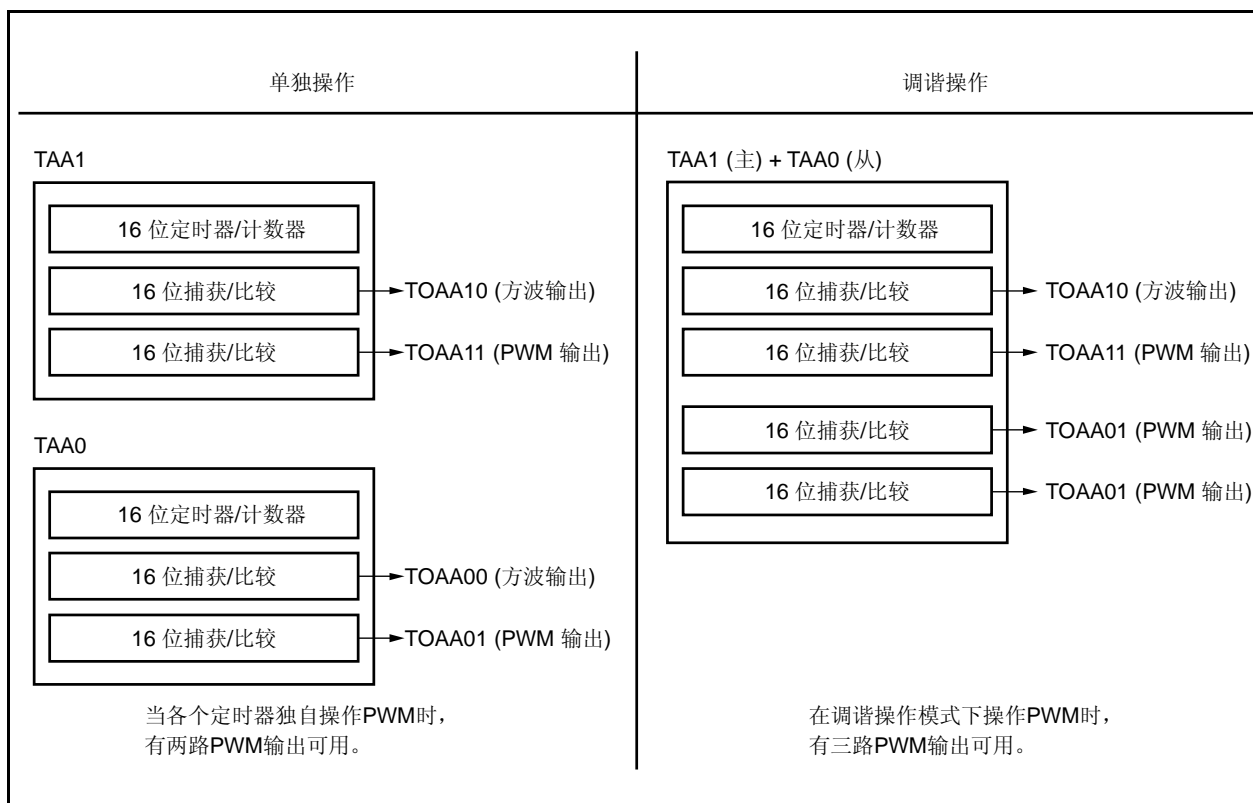 单独操作
TAA1
16 位定时器/计数器
16 位捕获/比较
TOAA10 (方波输出)
16 位捕获/比较
TOAA11 (PWM 输出)
TAA0
16 位定时器/计数器
16 位捕获/比较
TOAA00 (方波输出)
16 位捕获/比较
TOAA01 (PWM 输出)
当各个定时器独自操作PWM时，
有两路PWM输出可用。
调谐操作
TAA1 (主) + TAA0 (从)
16 位定时器/计数器
16 位捕获/比较
TOAA10 (方波输出)
16 位捕获/比较
TOAA11 (PWM 输出)
16 位捕获/比较
TOAA01 (PWM 输出)
16 位捕获/比较
TOAA01 (PWM 输出)
在调谐操作模式下操作PWM时，
有三路PWM输出可用。